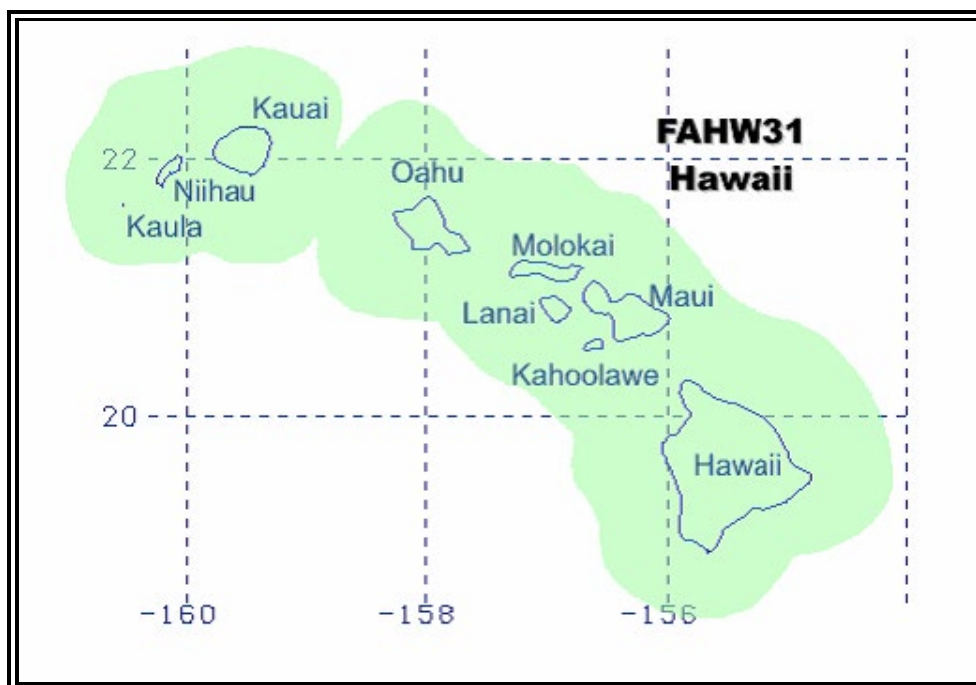 Kauai
FAHW31
22
Oahu
Hawaii
Niihau
Kaula
Molokai
Lanai
Maui
Kahoolawe
20
Hawaii
-160
-158
-156